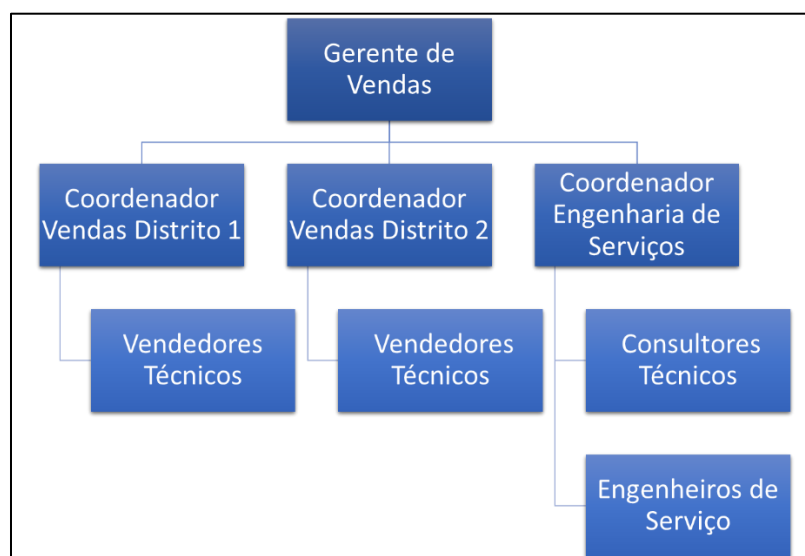 Gerente de
Vendas
Coordenador
Vendas Distrito 1
Coordenador
Vendas Distrito 2
Coordenador
Engenharia de
Serviços
Vendedores
Técnicos
Vendedores
Técnicos
Consultores
Técnicos
Engenheiros de
Serviço